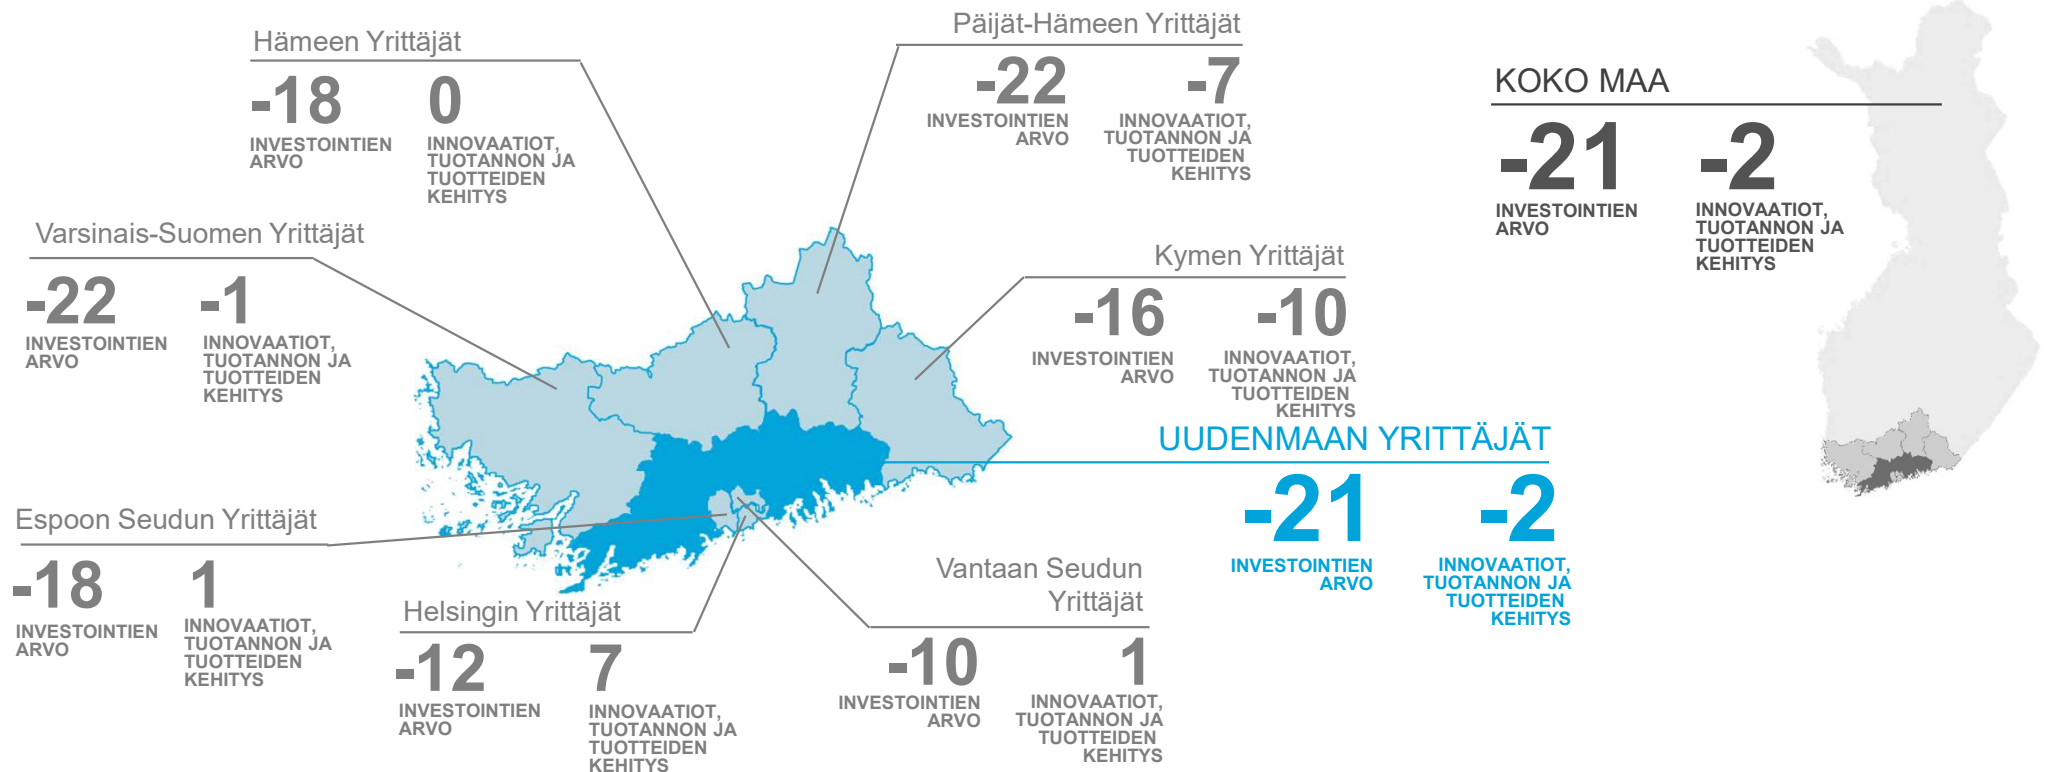 Hämeen Yrittäjät
-18
INVESTOINTIEN
ARVO
0
INNOVAATIOT,
TUOTANNON JA
TUOTTEIDEN
KEHITYS
Päijät-Hämeen Yrittäjät
-22
INVESTOINTIEN
ARVO
-7
INNOVAATIOT,
TUOTANNON JA
TUOTTEIDEN
KEHITYS
KOKO MAA
-21
INVESTOINTIEN
ARVO
-2
INNOVAATIOT,
TUOTANNON JA
TUOTTEIDEN
KEHITYS
Varsinais-Suomen Yrittäjät
-22
INVESTOINTIEN
ARVO
-1
INNOVAATIOT,
TUOTANNON JA
TUOTTEIDEN
KEHITYS
Kymen Yrittäjät
-16
INVESTOINTIEN
ARVO
-10
INNOVAATIOT,
TUOTANNON JA
TUOTTEIDEN
KEHITYS
UUDENMAAN YRITTÄJÄT
-21
INVESTOINTIEN
ARVO
-2
INNOVAATIOT,
TUOTANNON JA
TUOTTEIDEN
KEHITYS
Espoon Seudun Yrittäjät
-18
INVESTOINTIEN
ARVO
1
INNOVAATIOT,
TUOTANNON JA
TUOTTEIDEN
KEHITYS
Helsingin Yrittäjät
-12
INVESTOINTIEN
ARVO
7
INNOVAATIOT,
TUOTANNON JA
TUOTTEIDEN
KEHITYS
Vantaan Seudun
Yrittäjät
-10
INVESTOINTIEN
ARVO
1
INNOVAATIOT,
TUOTANNON JA
TUOTTEIDEN
KEHITYS